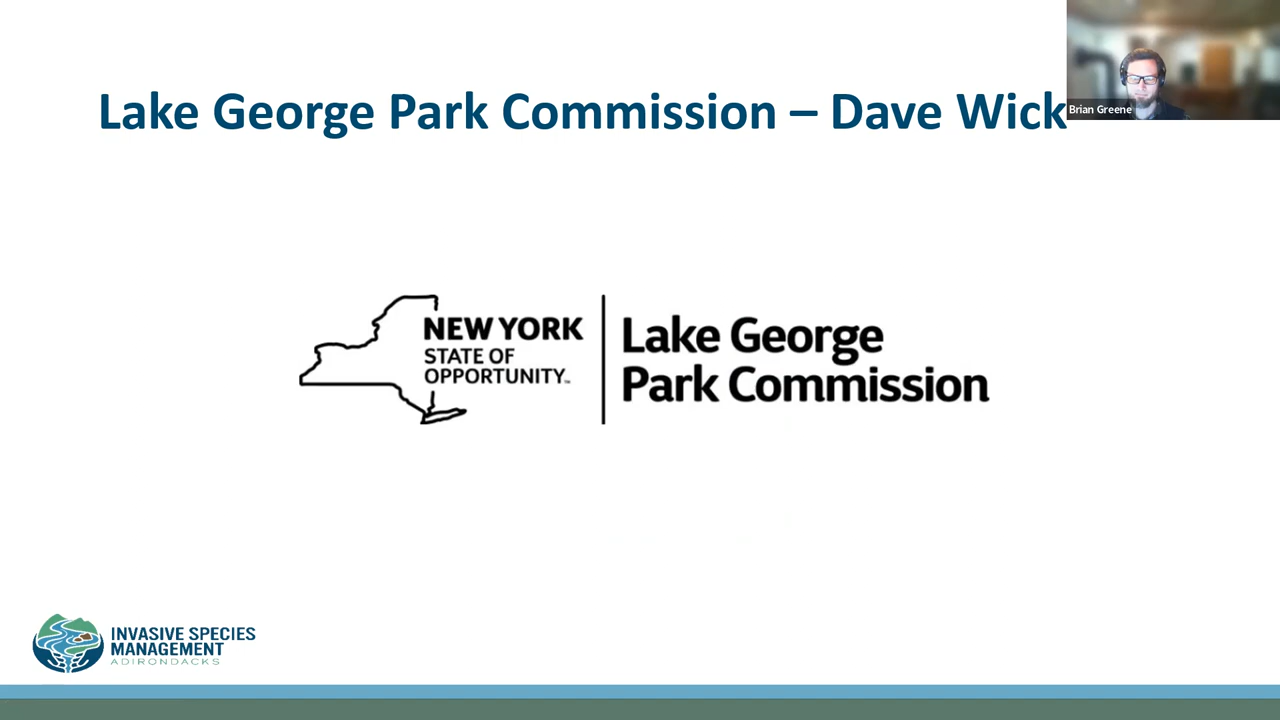 Lake George Park Commission – Dave Wick
Brian Greene
NEW YORK
STATE OF
OPPORTUNITY™
Lake George
Park Commission
INVASIVE SPECIES
MANAGEMENT
ADIRONDACKS